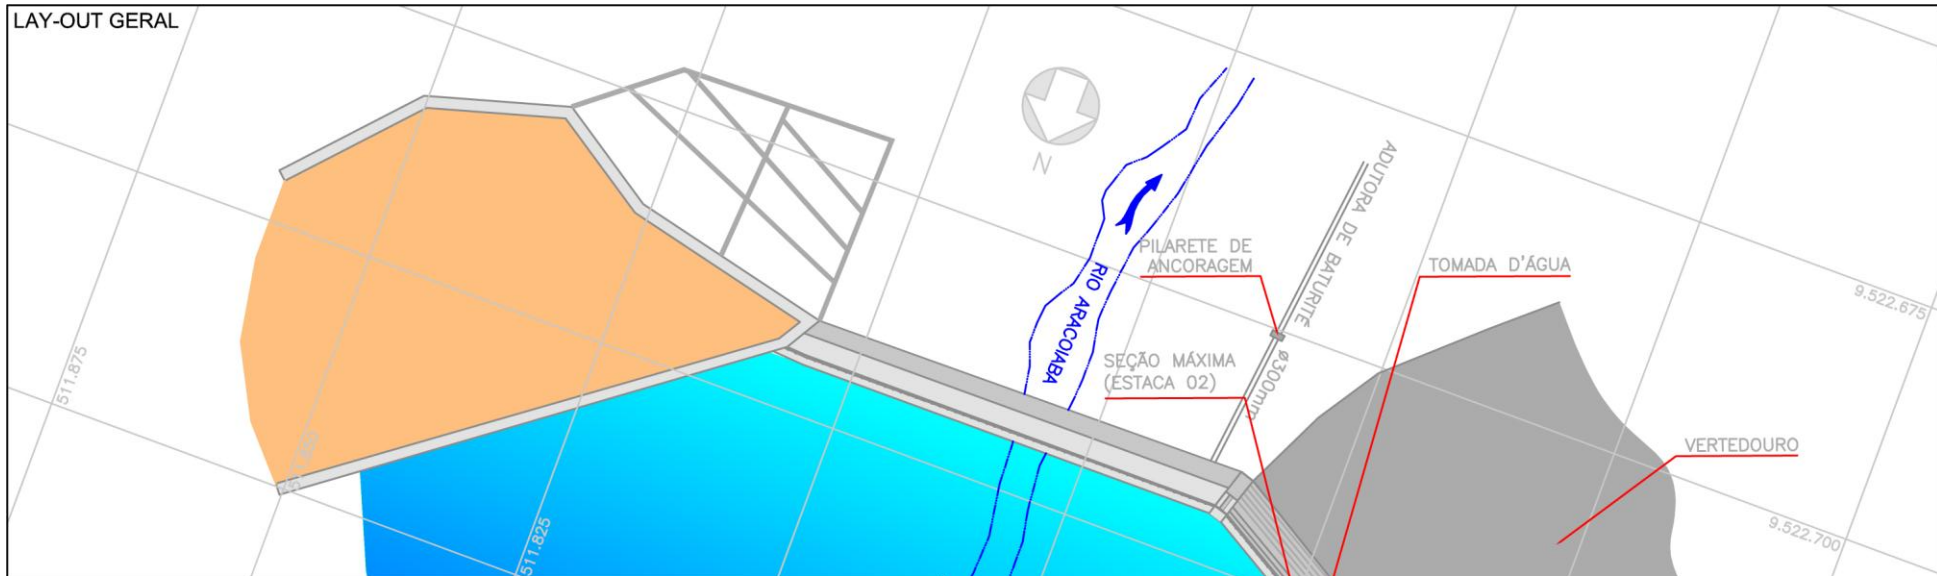 LAY-OUT GERAL
N
ADUTORA DE BATURITÉ
PILARETE DE
ANCORAGEM
TOMADA D'ÁGUA
9.522.675
RIO ARACOIABA
SEÇÃO MÁXIMA
(ESTACA 02)
ø300mm
511.875
VERTEDOURO
511.825
9.522.700